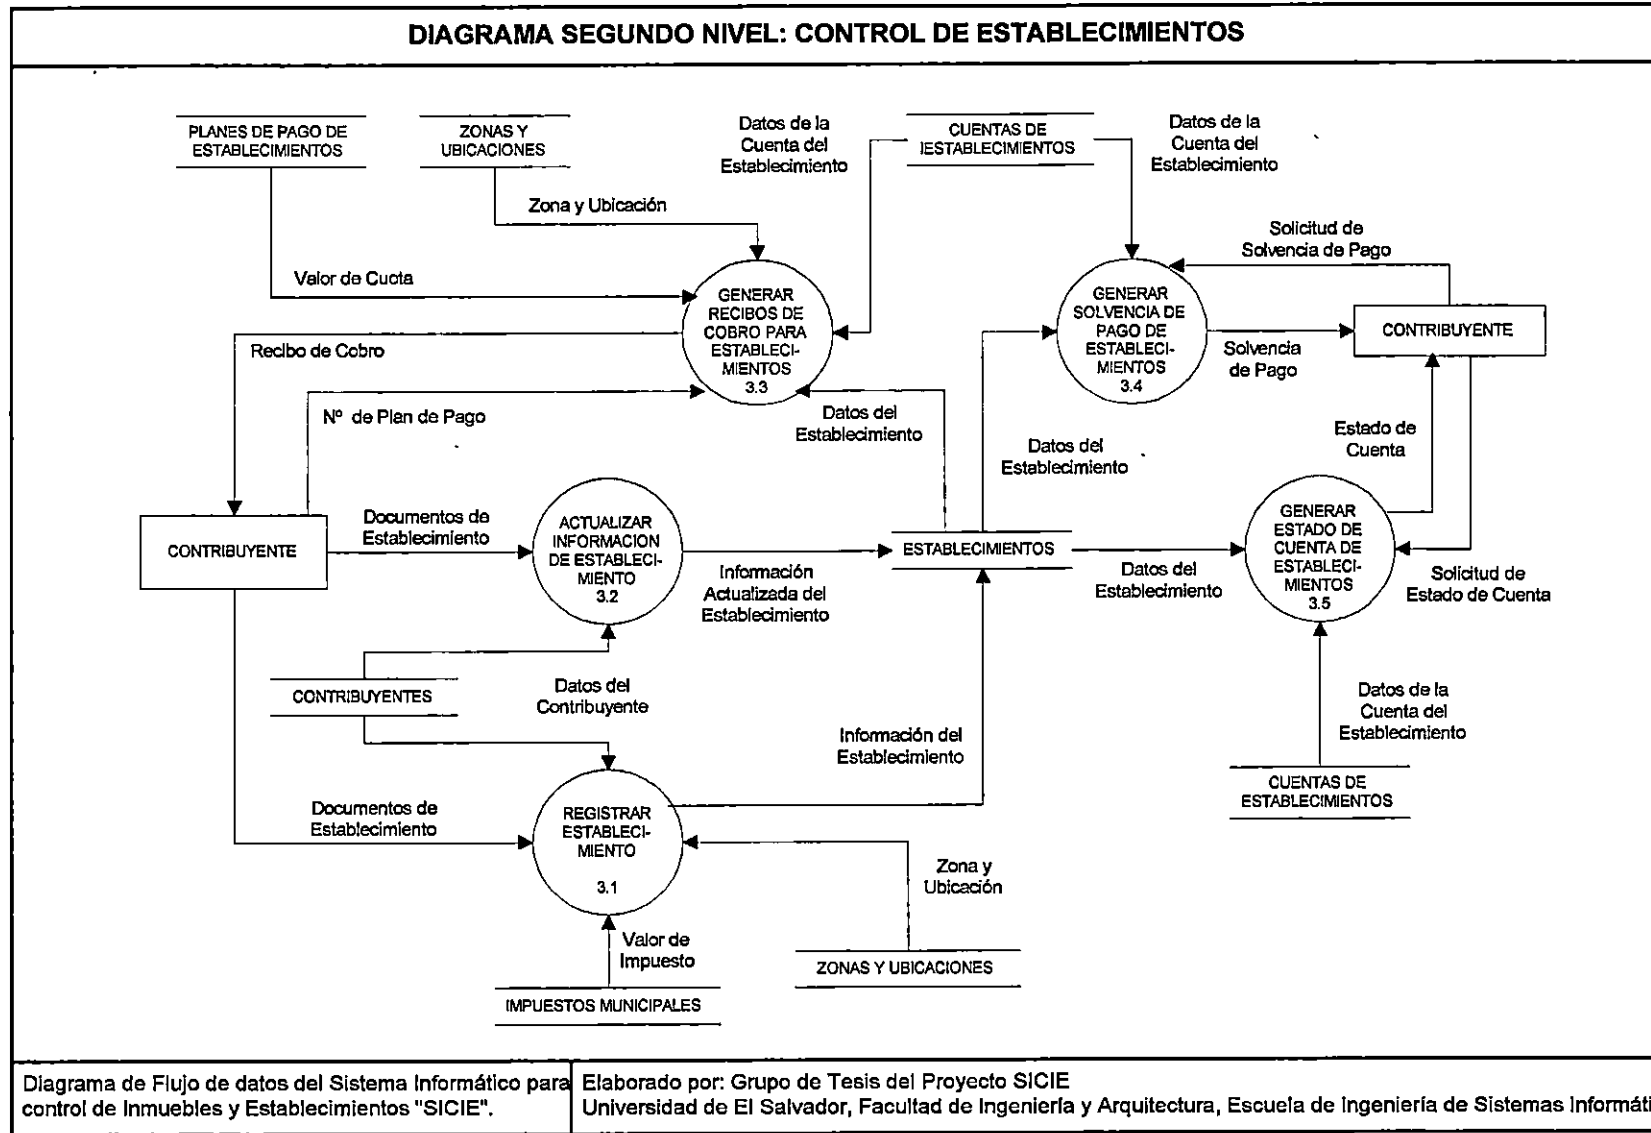 DIAGRAMA SEGUNDO NIVEL: CONTROL DE ESTABLECIMIENTOS
PLANES DE PAGO DE
ESTABLECIMIENTOS
ZONAS Y
UBICACIONES
Datos de la
Cuenta del
Establecimiento
CUENTAS DE
IESTABLECIMIENTOS
Datos de la
Cuenta del
Establecimiento
Zona y Ubicación
Solicitud de
Solvencia de Pago
Valor de Cuota
GENERAR
RECIBOS DE
COBRO PARA
ESTABLECI-
MIENTOS
3.3
GENERAR
SOLVENCIA DE
PAGO DE
ESTABLECI-
MIENTOS
3.4
CONTRIBUYENTE
Recibo de Cobro
Solvencia
de Pago
Nº de Plan de Pago
Datos del
Establecimiento
Datos del
Establecimiento
Estado de
Cuenta
CONTRIBUYENTE
Documentos de
Establecimiento
ACTUALIZAR
INFORMACION
DE ESTABLECI-
MIENTO
3.2
Información
Actualizada del
Establecimiento
ESTABLECIMIENTOS
Datos del
Establecimiento
GENERAR
ESTADO DE
CUENTA DE
ESTABLECI-
MIENTOS
3.5
Solicitud de
Estado de Cuenta
CONTRIBUYENTES
Datos del
Contribuyente
Información del
Establecimiento
Datos de la
Cuenta del
Establecimiento
CUENTAS DE
ESTABLECIMIENTOS
Documentos de
Establecimiento
REGISTRAR
ESTABLECI-
MIENTO
3.1
Zona y
Ubicación
Valor de
Impuesto
ZONAS Y UBICACIONES
IMPUESTOS MUNICIPALES
Diagrama de Flujo de datos del Sistema Informático para
control de Inmuebles y Establecimientos "SICIE".
Elaborado por: Grupo de Tesis del Proyecto SICIE
Universidad de El Salvador, Facultad de Ingeniería y Arquitectura, Escuela de Ingeniería de Sistemas Informáti